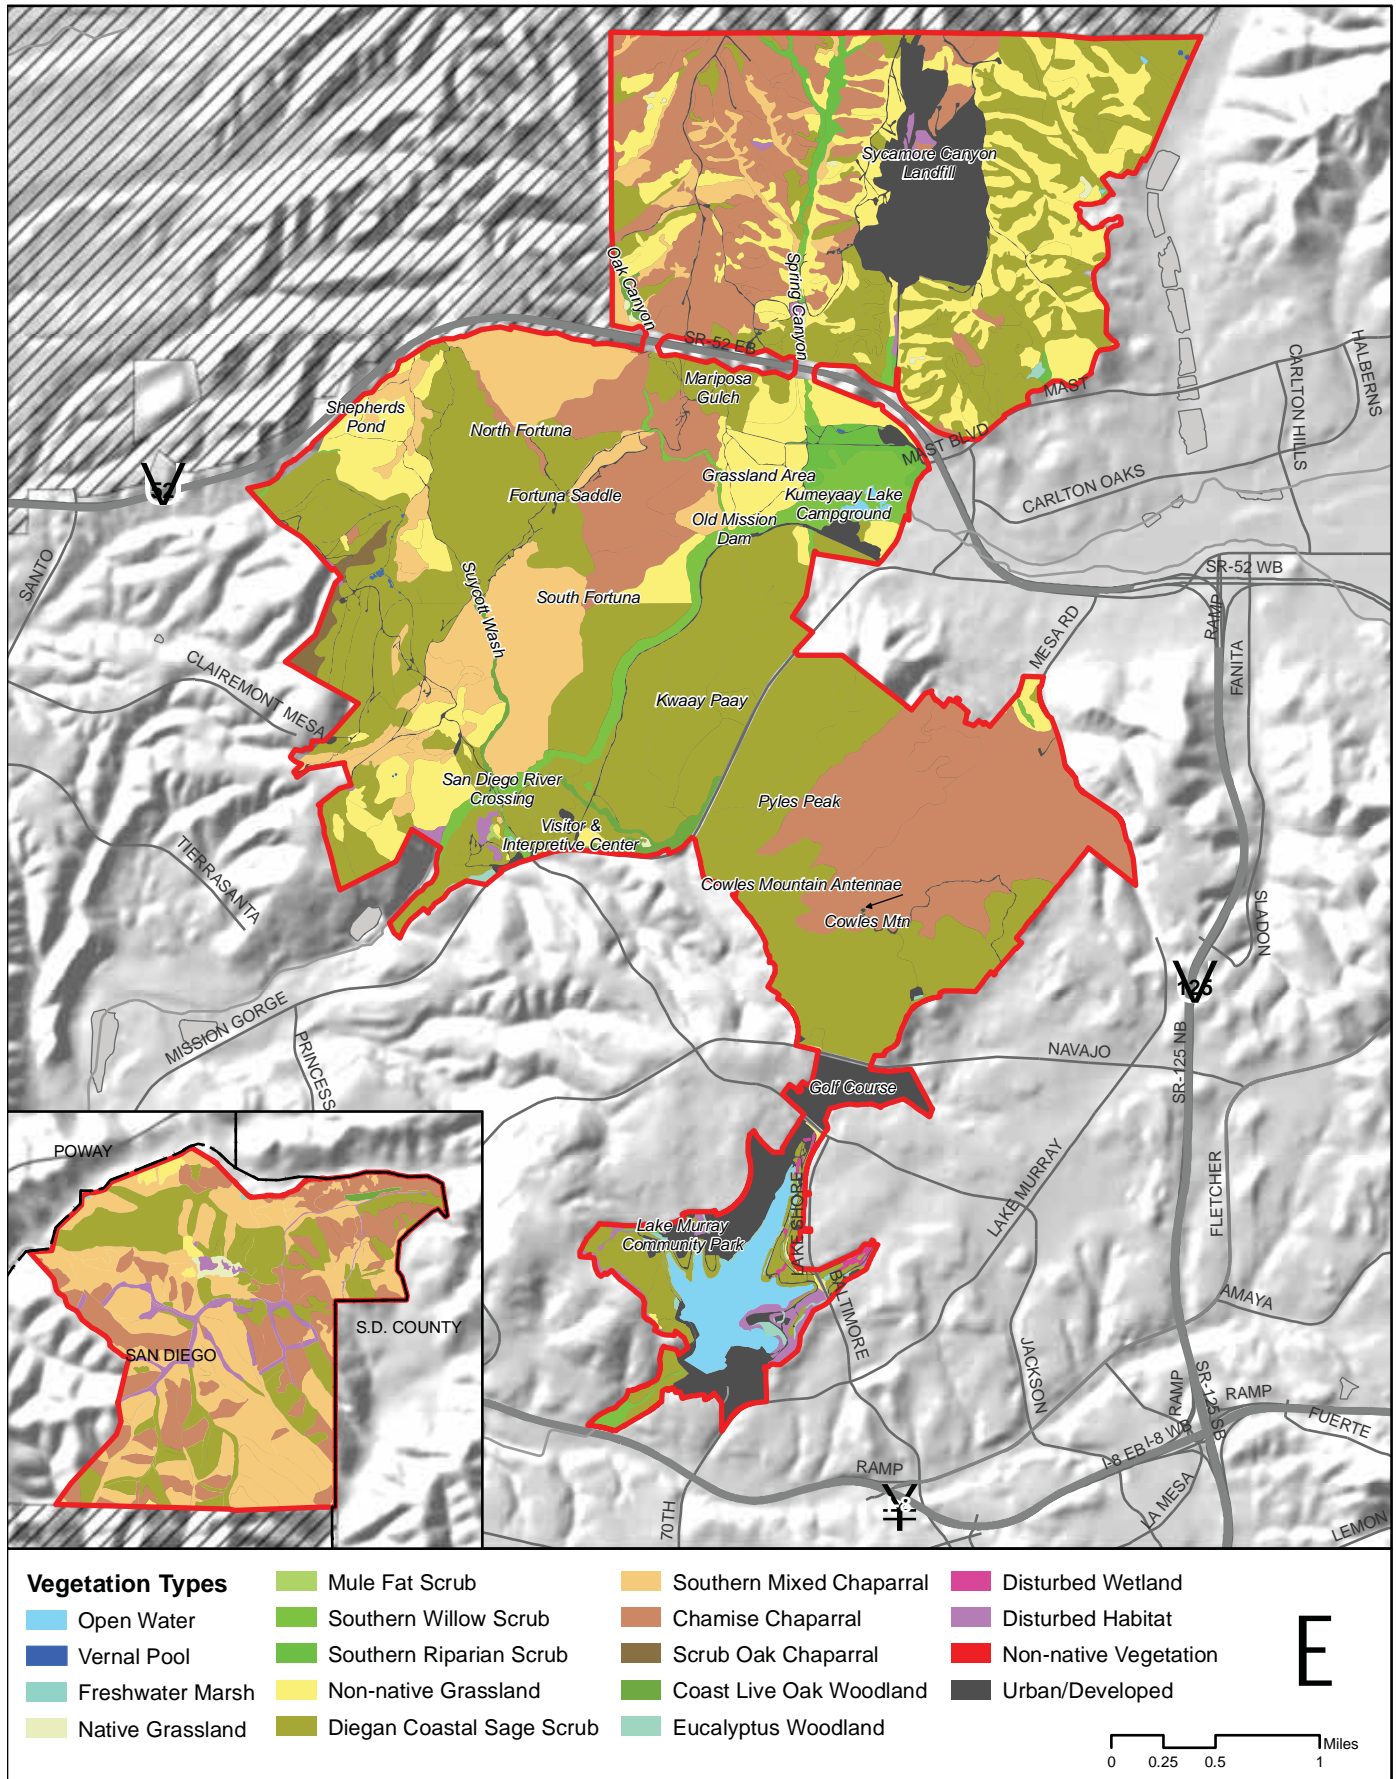 Sycamore Canyon
Landfill
Oak Canyon
Spring Canyon
SR-52 EB
Mariposa
Gulch
MAST
HALBERNS
CARLTON HILLS
Shepherds
Pond
North Fortuna
MAST BLVD
Grassland Area
CARLTON OAKS
Fortuna Saddle
Kumeyaay Lake
Campground
52
Old Mission
Dam
SANTO
SR-52 WB
Suycott Wash
South Fortuna
RAMP
MESA RD
FANITA
CLAIREMONT MESA
Kwaay Paay
San Diego River
Crossing
Pyles Peak
Visitor &
Interpretive Center
TIERRASANTA
Cowles Mountain Antennae
Cowles Mtn
SLADON
125
MISSION GORGE
PRINCESS
NAVAJO
SR-125 NB
Golf Course
POWAY
LAKE MURRAY
FLETCHER
LAKE SHORE
Lake Murray
Community Park
BALTIMORE
AMAYA
S.D. COUNTY
SAN DIEGO
JACKSON
RAMP
SR-125 SB
RAMP
FUERTE
I-8 WB
I-8 EB
RAMP
LA MESA
8
70TH
LEMON
Vegetation Types
Open Water
Vernal Pool
Freshwater Marsh
Native Grassland
Mule Fat Scrub
Southern Willow Scrub
Southern Riparian Scrub
Non-native Grassland
Diegan Coastal Sage Scrub
Southern Mixed Chaparral
Chamise Chaparral
Scrub Oak Chaparral
Coast Live Oak Woodland
Eucalyptus Woodland
Disturbed Wetland
Disturbed Habitat
Non-native Vegetation
Urban/Developed
E
Miles
0 0.25 0.5 1